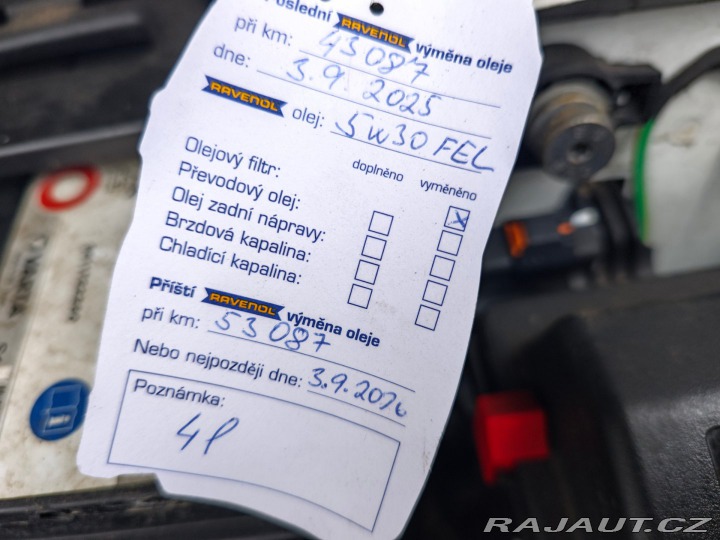 Poslední RAVENOL výměna oleje
při km: 43087
dne: 3.9. 2025
RAVENOL olej: 5W30 FEL
doplněno vyměněno
Olejový filtr:
Převodový olej:
Olej zadní nápravy:
Brzdová kapalina:
Chladící kapalina:
Příští RAVENOL výměna oleje
při km: 53087
Nebo nejpozději dne: 3.9.2026
Poznámka:
4P
RAJAUT.CZ